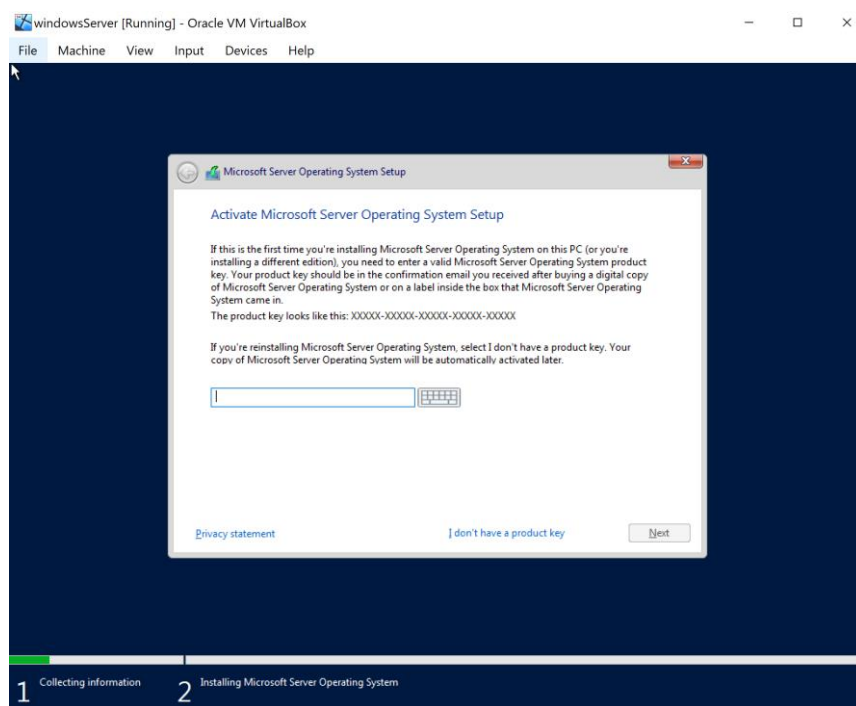 windowsServer [Running] - Oracle VM VirtualBox
File Machine View Input Devices Help
Microsoft Server Operating System Setup
Activate Microsoft Server Operating System Setup
If this is the first time you're installing Microsoft Server Operating System on this PC (or you're
installing a different edition), you need to enter a valid Microsoft Server Operating System product
key. Your product key should be in the confirmation email you received after buying a digital copy
of Microsoft Server Operating System or on a label inside the box that Microsoft Server Operating
System came in.
The product key looks like this: XXXXX-XXXXX-XXXXX-XXXXX-XXXXX
If you're reinstalling Microsoft Server Operating System, select I don't have a product key. Your
copy of Microsoft Server Operating System will be automatically activated later.
Privacy statement I don't have a product key Next
1 Collecting information 2 Installing Microsoft Server Operating System